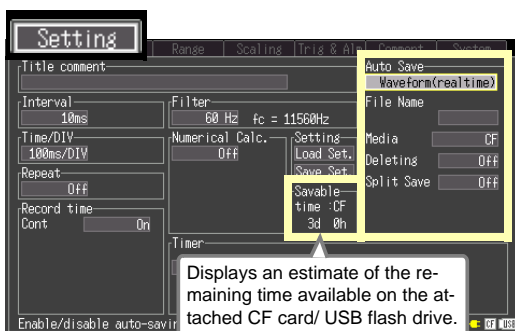 Setting
Range Scaling Trig & Alm Comment System
Title comment
Auto Save
Waveform(realtime)
Interval
10ms
Filter
60 Hz fc = 11560Hz
File Name
Time/DIV
100ms/DIV
Numerical Calc.
Off
Setting
Load Set.
Save Set.
Media CF
Deleting Off
Split Save Off
Repeat
Off
Savable
time :CF
3d 0h
Record time
Cont On
Timer
Displays an estimate of the re-
maining time available on the at-
tached CF card/ USB flash drive.
Enable/disable auto-savin
CF USB